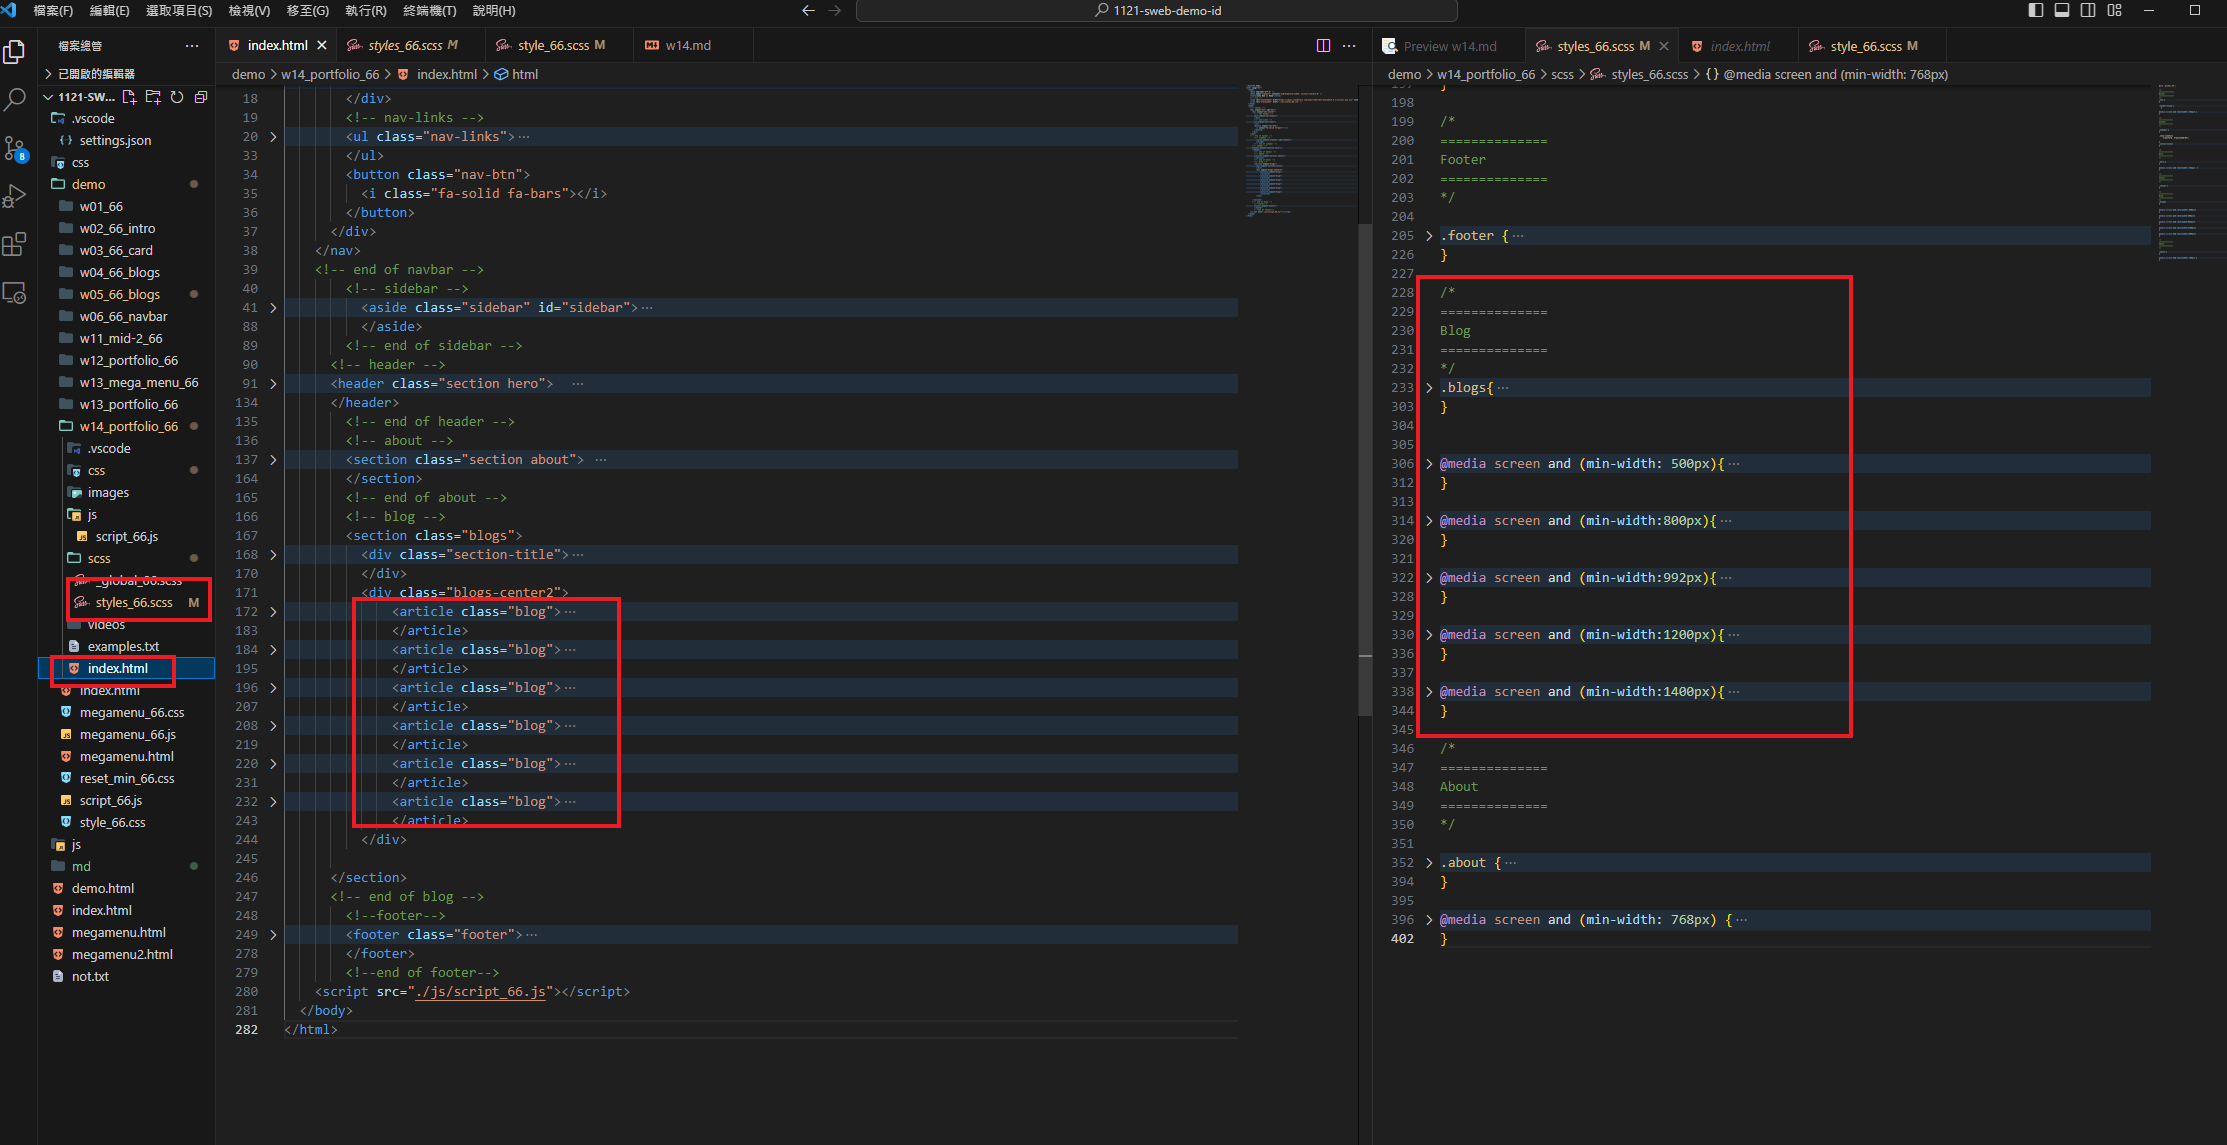 檔案(F) 編輯(E) 選取項目(S) 檢視(V) 移至(G) 執行(R) 終端機(T) 說明(H)
1121-sweb-demo-id
檔案總管
已開啟的編輯器
1121-SW...
.vscode
settings.json
css
demo
w01_66
w02_66_intro
w03_66_card
w04_66_blogs
w05_66_blogs
w06_66_navbar
w11_mid-2_66
w12_portfolio_66
w13_mega_menu_66
w13_portfolio_66
w14_portfolio_66
.vscode
css
images
js
script_66.js
scss
_global_66.scss
styles_66.scss M
videos
examples.txt
index.html
index.html
megamenu_66.css
megamenu_66.js
megamenu.html
reset_min_66.css
script_66.js
style_66.css
js
md
demo.html
index.html
megamenu.html
megamenu2.html
not.txt
8
index.html
styles_66.scss M
style_66.scss M
w14.md
demo > w14_portfolio_66 > index.html > html
18 </div>
19 <!-- nav-links -->
20 <ul class="nav-links">…
33 </ul>
34 <button class="nav-btn">
35 <i class="fa-solid fa-bars"></i>
36 </button>
37 </div>
38 </nav>
39 <!-- end of navbar -->
40 <!-- sidebar -->
41 <aside class="sidebar" id="sidebar">…
88 </aside>
89 <!-- end of sidebar -->
90 <!-- header -->
91 <header class="section hero"> …
134 </header>
135 <!-- end of header -->
136 <!-- about -->
137 <section class="section about"> …
164 </section>
165 <!-- end of about -->
166 <!-- blog -->
167 <section class="blogs">
168 <div class="section-title">…
170 </div>
171 <div class="blogs-center2">
172 <article class="blog">…
183 </article>
184 <article class="blog">…
195 </article>
196 <article class="blog">…
207 </article>
208 <article class="blog">…
219 </article>
220 <article class="blog">…
231 </article>
232 <article class="blog">…
243 </article>
244 </div>
245
246 </section>
247 <!-- end of blog -->
248 <!--footer-->
249 <footer class="footer">…
278 </footer>
279 <!--end of footer-->
280 <script src="./js/script_66.js"></script>
281 </body>
282 </html>
Preview w14.md
styles_66.scss M
index.html
style_66.scss M
demo > w14_portfolio_66 > scss > styles_66.scss > {} @media screen and (min-width: 768px)
197 }
198
199 /*
200 ==============
201 Footer
202 ==============
203 */
204
205 .footer {…
226 }
227
228 /*
229 ==============
230 Blog
231 ==============
232 */
233 .blogs{…
303 }
304
305
306 @media screen and (min-width: 500px){…
312 }
313
314 @media screen and (min-width:800px){…
320 }
321
322 @media screen and (min-width:992px){…
328 }
329
330 @media screen and (min-width:1200px){…
336 }
337
338 @media screen and (min-width:1400px){…
344 }
345
346 /*
347 ==============
348 About
349 ==============
350 */
351
352 .about {…
394 }
395
396 @media screen and (min-width: 768px) {…
402 }